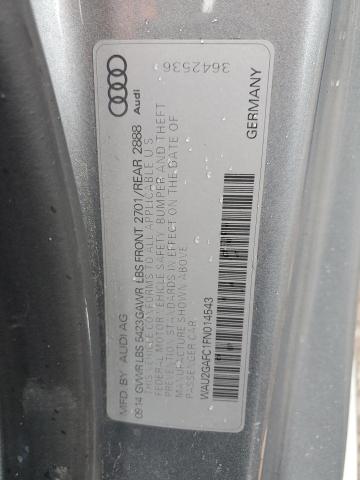 Audi
3642536
GERMANY
MFD BY AUDI AG
09.14 GVWR LBS 5423 GAWR LBS FRONT 2701/REAR 2888
THIS VEHICLE CONFORMS TO ALL APPLICABLE U.S.
FEDERAL MOTOR VEHICLE SAFETY, BUMPER AND THEFT
PREVENTION STANDARDS IN EFFECT ON THE DATE OF
MANUFACTURE SHOWN ABOVE.
PASSENGER CAR
WAU2GAFC1FN014543